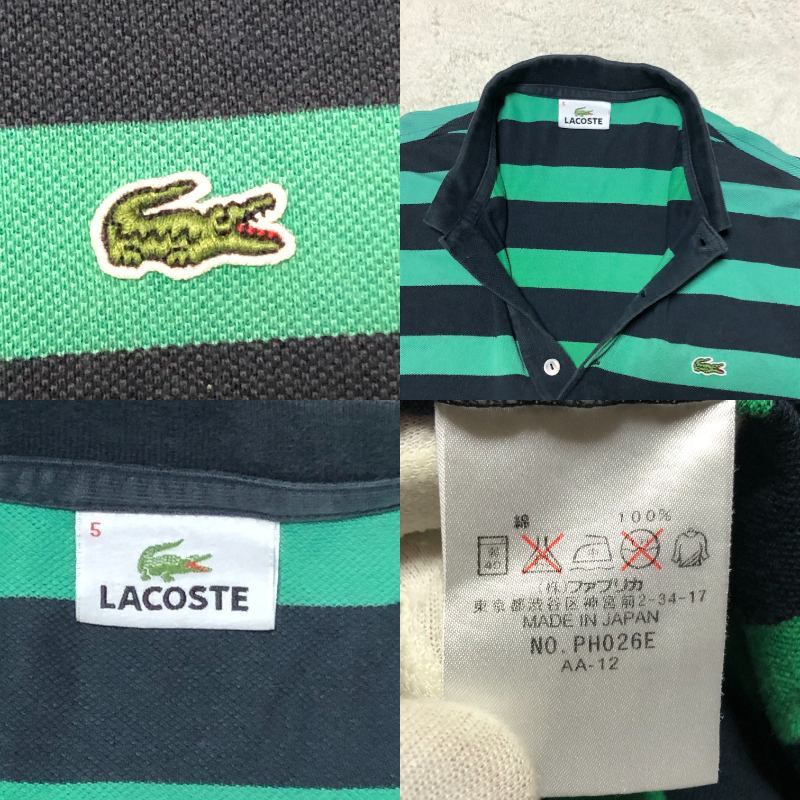 LACOSTE
5
LACOSTE
綿 100%
(株)ファブリカ
東京都渋谷区神宮前2-34-17
MADE IN JAPAN
NO. PH026E
AA-12